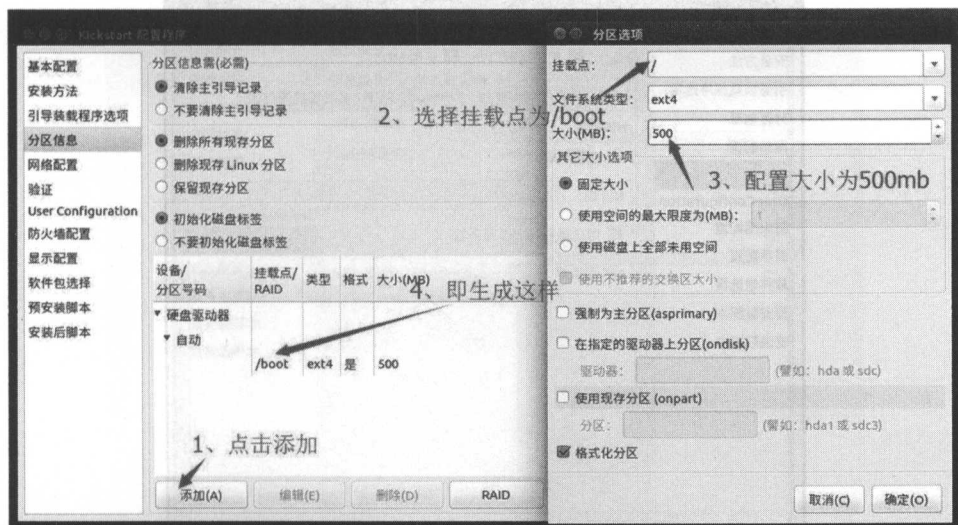 Kickstart 配置程序
基本配置
安装方法
引导装载程序选项
分区信息
网络配置
验证
User Configuration
防火墙配置
显示配置
软件包选择
预安装脚本
安装后脚本
分区信息需(必需)
清除主引导记录
不要清除主引导记录
删除所有现存分区
删除现存 Linux 分区
保留现存分区
初始化磁盘标签
不要初始化磁盘标签
设备/
分区号码
挂载点/
RAID
类型
格式
大小(MB)
硬盘驱动器
自动
/boot ext4 是 500
4、即生成这样
1、点击添加
添加(A) 编辑(E) 删除(D) RAID
分区选项
挂载点: /
文件系统类型: ext4
2、选择挂载点为/boot
大小(MB): 500
其它大小选项
固定大小
3、配置大小为500mb
使用空间的最大限度为(MB): 1
使用磁盘上全部未用空间
使用不推荐的交换区大小
强制为主分区(asprimary)
在指定的驱动器上分区(ondisk)
驱动器: (譬如: hda 或 sdc)
使用现存分区 (onpart)
分区: (譬如: hda1 或 sdc3)
格式化分区
取消(C) 确定(O)